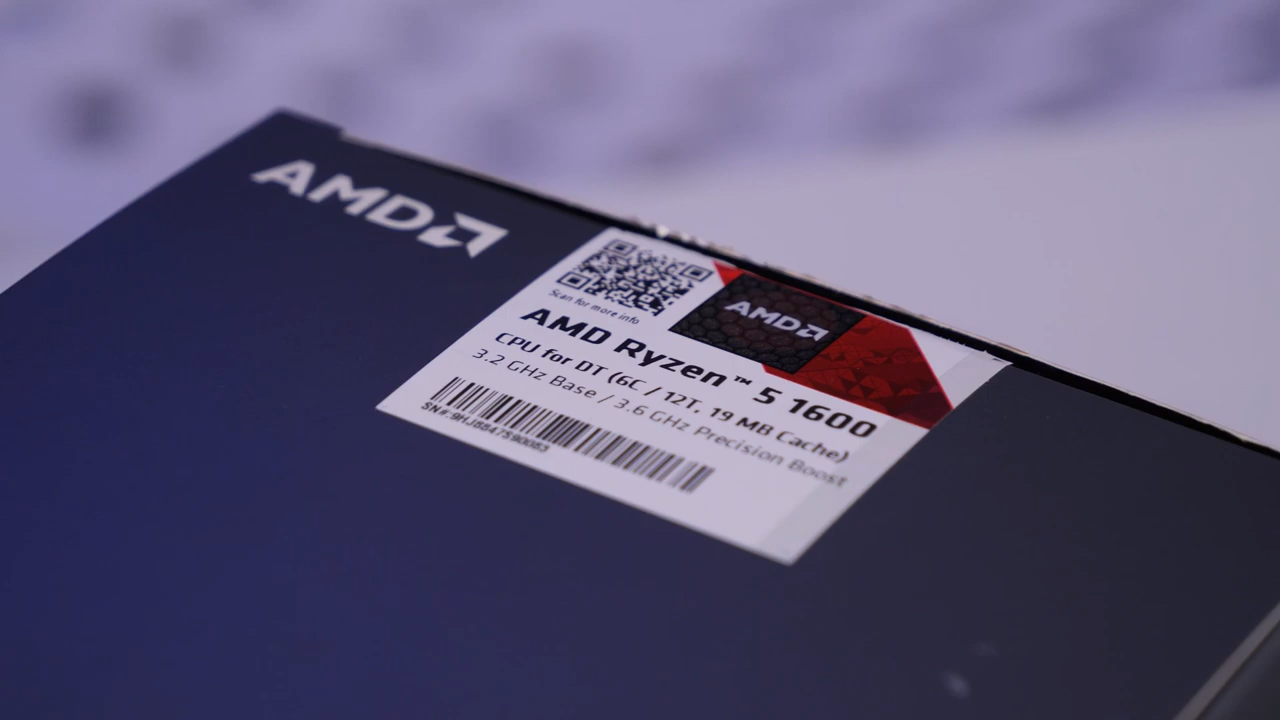 AMD
Scan for more info
AMD
AMD Ryzen™ 5 1600
CPU for DT (6C / 12T, 19 MB Cache)
3.2 GHz Base / 3.6 GHz Precision Boost